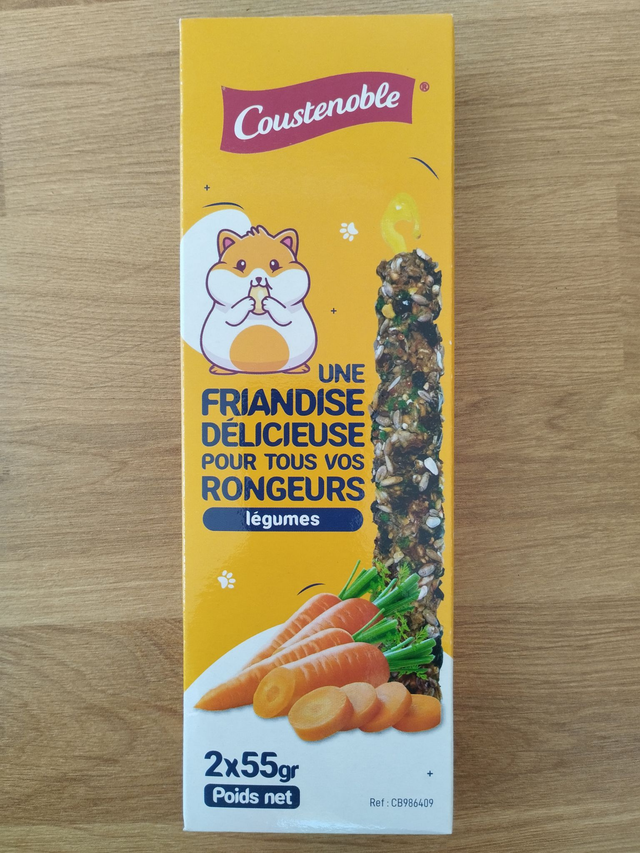 Coustenoble ®
UNE
FRIANDISE
DÉLICIEUSE
POUR TOUS VOS
RONGEURS
légumes
2x55gr
Poids net
Ref : CB986409